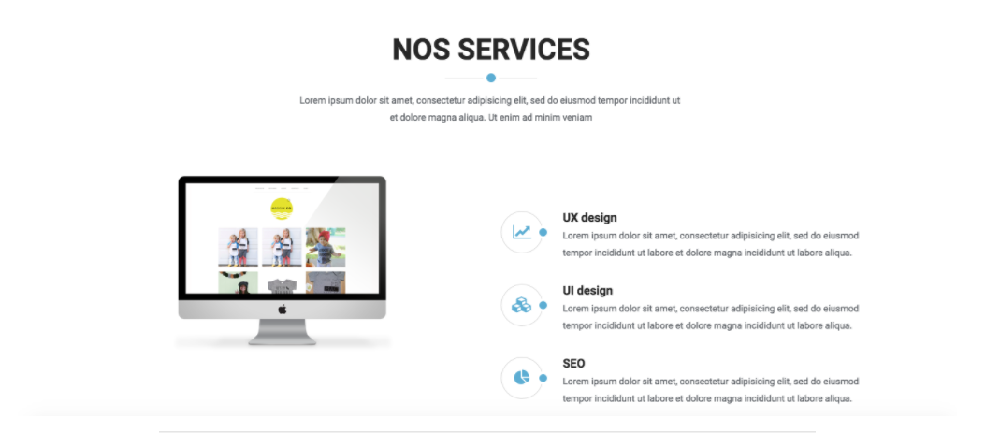 NOS SERVICES
Lorem ipsum dolor sit amet, consectetur adipisicing elit, sed do eiusmod tempor incididunt ut
et dolore magna aliqua. Ut enim ad minim veniam
UX design
Lorem ipsum dolor sit amet, consectetur adipisicing elit, sed do eiusmod
tempor incididunt ut labore et dolore magna incididunt ut labore aliqua.
UI design
Lorem ipsum dolor sit amet, consectetur adipisicing elit, sed do eiusmod
tempor incididunt ut labore et dolore magna incididunt ut labore aliqua.
SEO
Lorem ipsum dolor sit amet, consectetur adipisicing elit, sed do eiusmod
tempor incididunt ut labore et dolore magna incididunt ut labore aliqua.